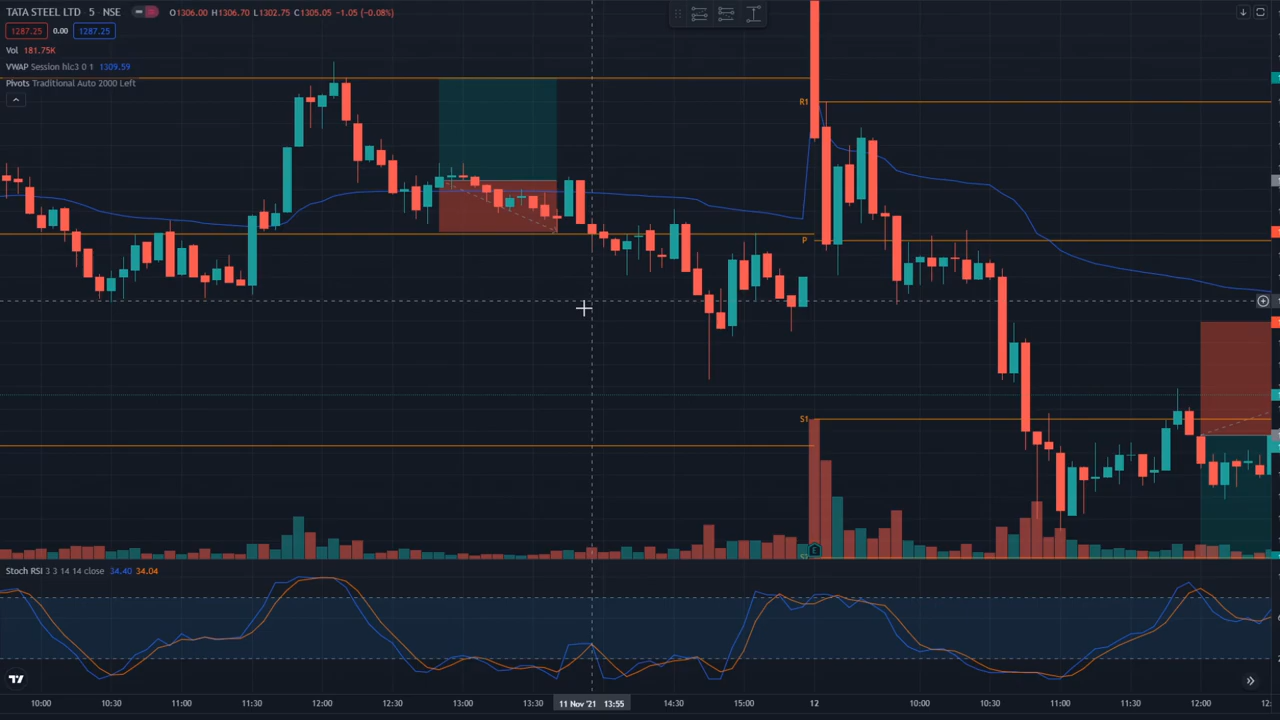 TATA STEEL LTD · 5 · NSE O1306.00 H1306.70 L1302.75 C1305.05 -1.05 (-0.08%)
1287.25 0.00 1287.25
Vol 181.75K
VWAP Session hlc3 0 1 1309.59
Pivots Traditional Auto 2000 Left
R1
P
S1
E
Stoch RSI 3 3 14 14 close 34.40 34.04
10:00 10:30 11:00 11:30 12:00 12:30 13:00 13:30 11 Nov '21 13:55 14:30 15:00 12 10:00 10:30 11:00 11:30 12:00